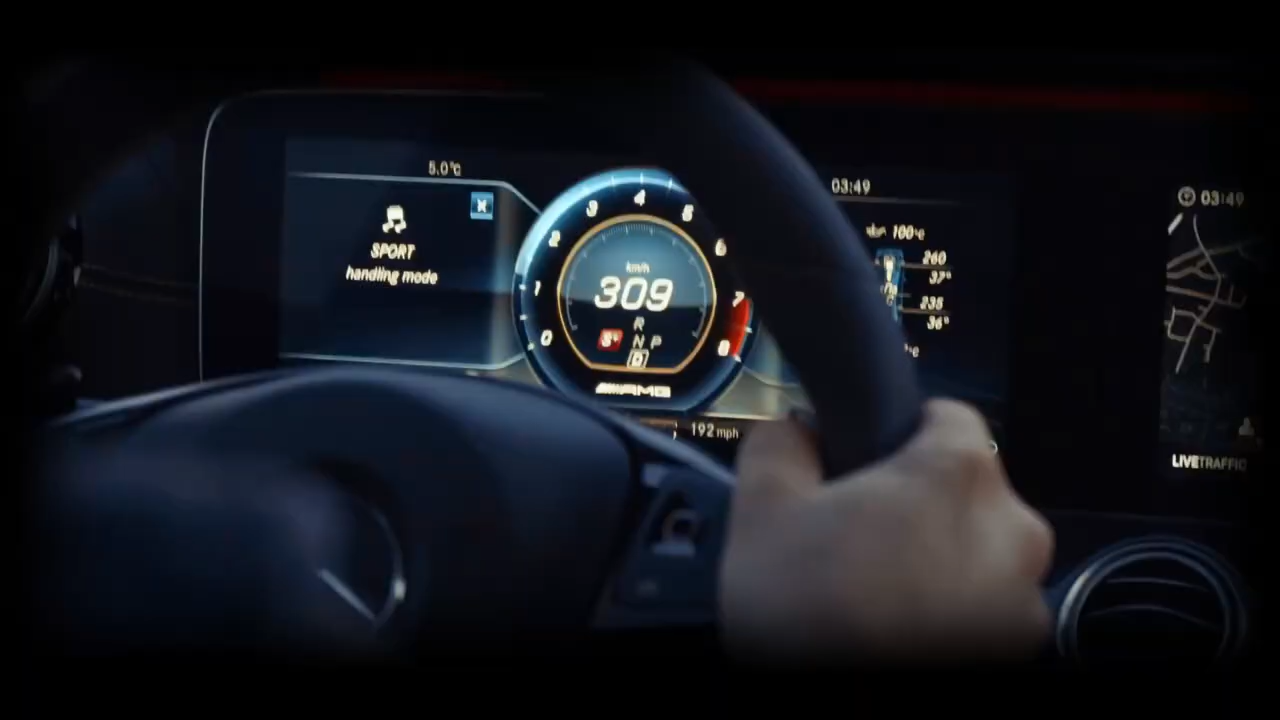 5.0°C
SPORT
handling mode
0
1
2
3
4
5
6
7
8
km/h
309
R
S+ N P
D
AMG
192 mph
03:49
100°C
260
37°
235
36°
03:49
LIVETRAFFIC